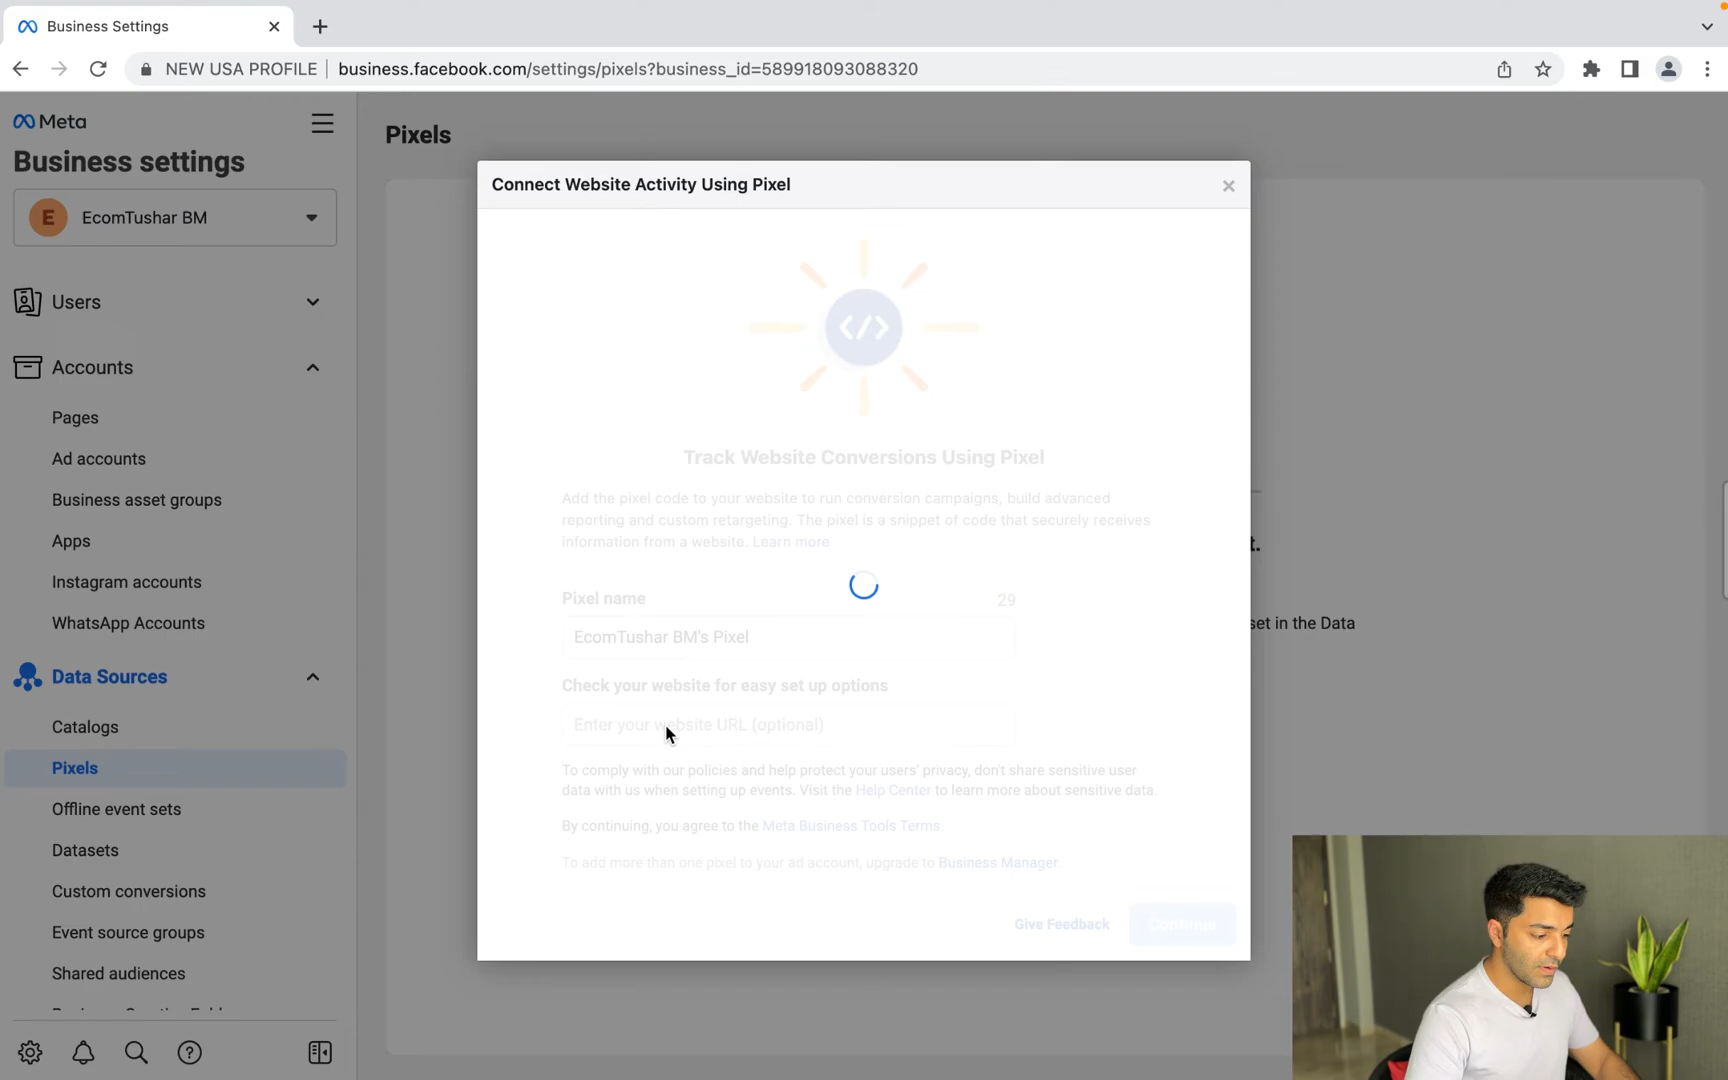 Business Settings
NEW USA PROFILE
business.facebook.com/settings/pixels?business_id=589918093088320
Meta
Business settings
E
EcomTushar BM
Users
Accounts
Pages
Ad accounts
Business asset groups
Apps
Instagram accounts
WhatsApp Accounts
Data Sources
Catalogs
Pixels
Offline event sets
Datasets
Custom conversions
Event source groups
Shared audiences
Pixels
Connect Website Activity Using Pixel
</>
Track Website Conversions Using Pixel
Add the pixel code to your website to run conversion campaigns, build advanced
reporting and custom retargeting. The pixel is a snippet of code that securely receives
information from a website. Learn more
Pixel name
29
EcomTushar BM's Pixel
Check your website for easy set up options
Enter your website URL (optional)
To comply with our policies and help protect your users' privacy, don't share sensitive user
data with us when setting up events. Visit the Help Center to learn more about sensitive data.
By continuing, you agree to the Meta Business Tools Terms.
To add more than one pixel to your ad account, upgrade to Business Manager.
Give Feedback
Continue
t.
set in the Data